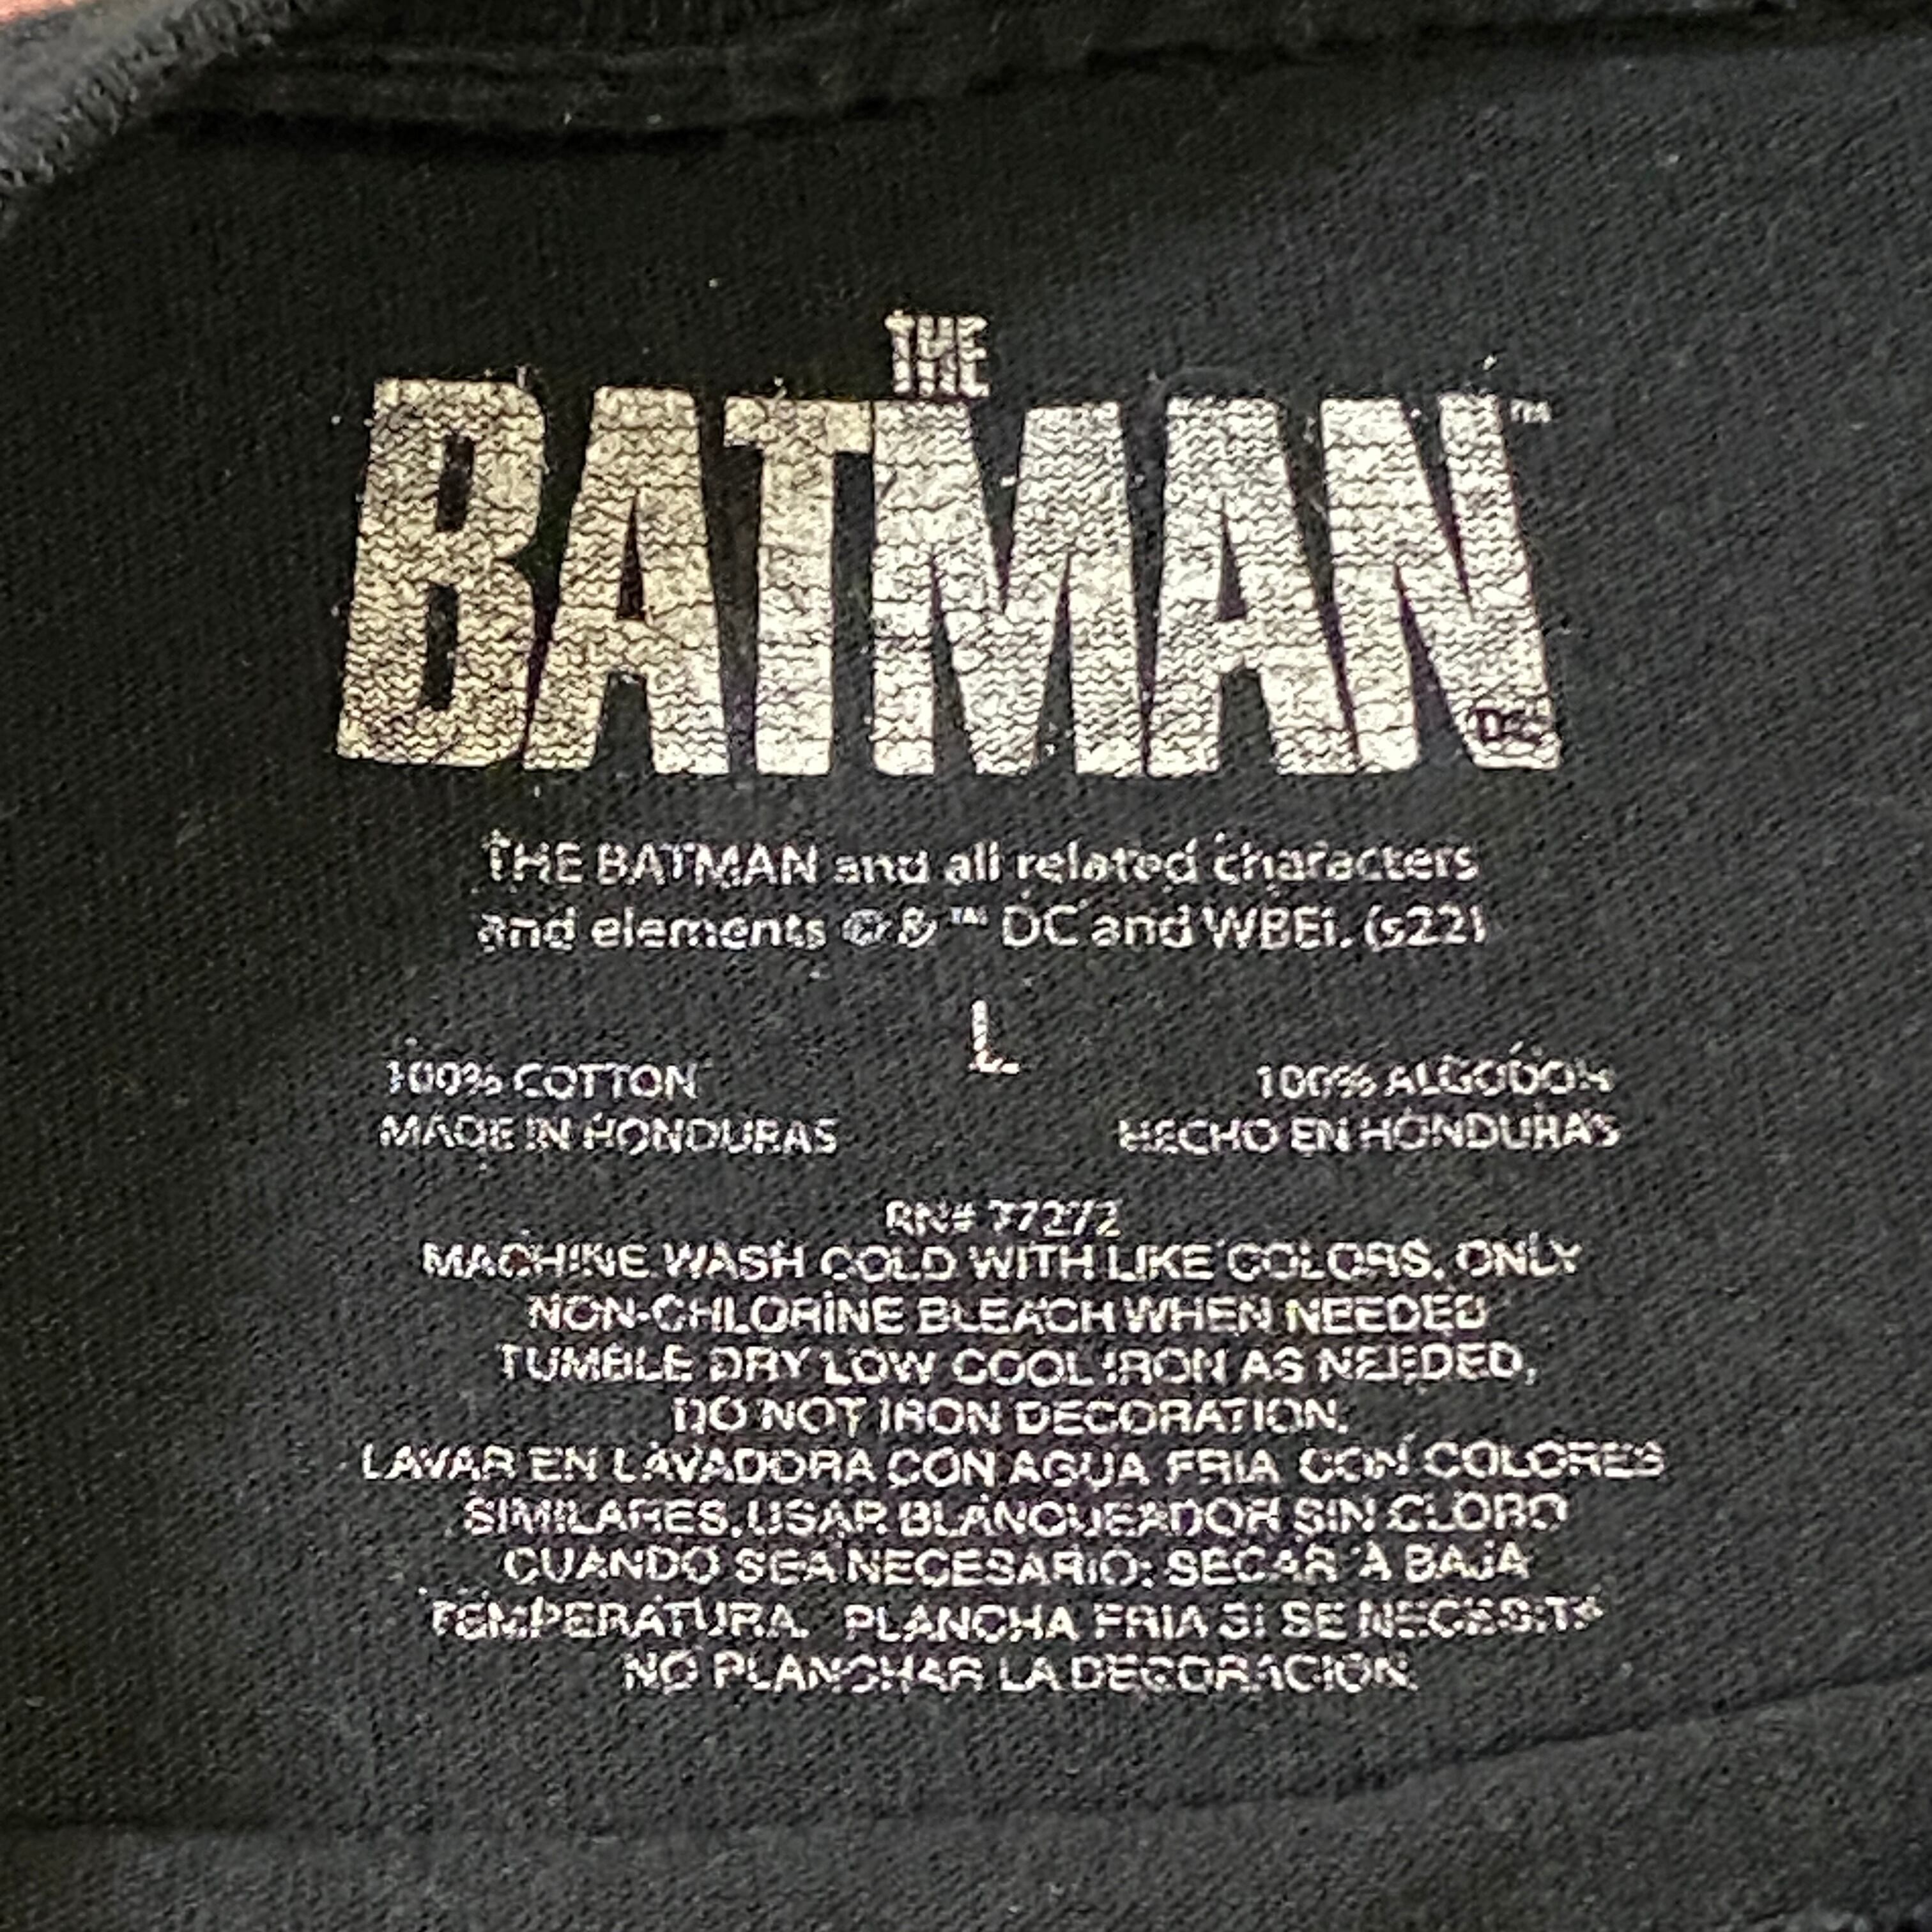 THE
BATMAN™
DC
THE BATMAN and all related characters
and elements © & ™ DC and WBEI. (s22)
L
100% COTTON
MADE IN HONDURAS
100% ALGODÓN
HECHO EN HONDURAS
RN# 77272
MACHINE WASH COLD WITH LIKE COLORS, ONLY
NON-CHLORINE BLEACH WHEN NEEDED
TUMBLE DRY LOW COOL IRON AS NEEDED,
DO NOT IRON DECORATION.
LAVAR EN LAVADORA CON AGUA FRIA CON COLORES
SIMILARES, USAR BLANQUEADOR SIN CLORO
CUANDO SEA NECESARIO; SECAR A BAJA
TEMPERATURA. PLANCHA FRIA SI SE NECESITA
NO PLANCHAR LA DECORACION.